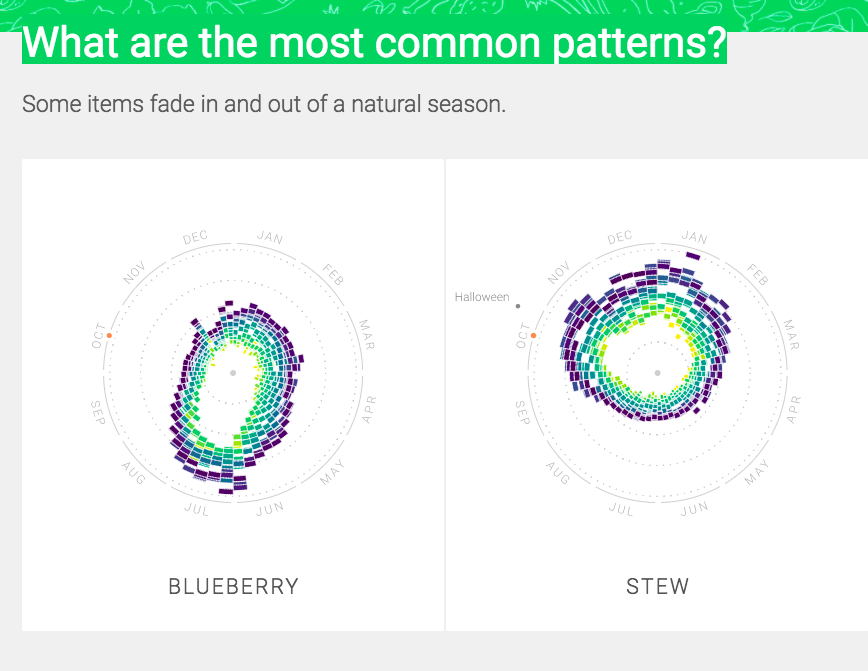 What are the most common patterns?
Some items fade in and out of a natural season.
DEC
JAN
NOV
FEB
OCT
MAR
SEP
APR
AUG
MAY
JUL
JUN
BLUEBERRY
DEC
JAN
NOV
FEB
Halloween
OCT
MAR
SEP
APR
AUG
MAY
JUL
JUN
STEW